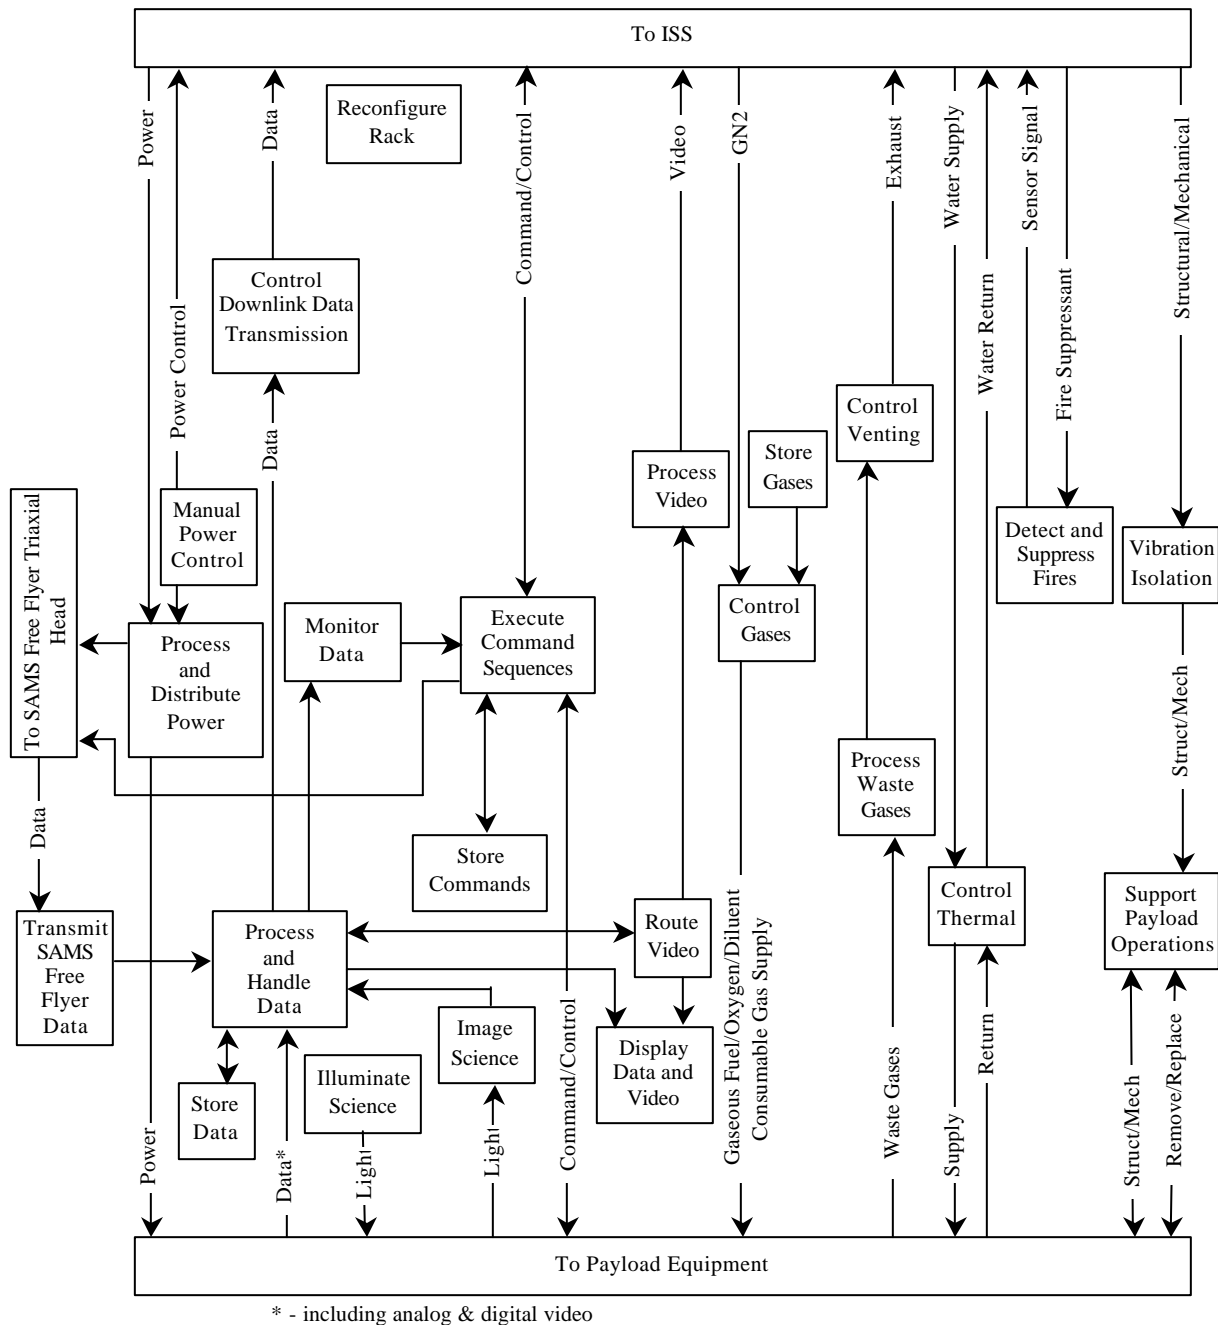 To ISS
Power
Power Control
Data
Reconfigure
Rack
Command/Control
Video
GN2
Exhaust
Water Supply
Water Return
Sensor Signal
Fire Suppressant
Structural/Mechanical
Control
Downlink Data
Transmission
Data
Control
Venting
Store
Gases
Process
Video
To SAMS Free Flyer Triaxial
Head
Manual
Power
Control
Detect and
Suppress
Fires
Vibration
Isolation
Process
and
Distribute
Power
Monitor
Data
Execute
Command
Sequences
Control
Gases
Struct/Mech
Process
Waste
Gases
Data
Store
Commands
Control
Thermal
Support
Payload
Operations
Transmit
SAMS
Free
Flyer
Data
Process
and
Handle
Data
Route
Video
Image
Science
Display
Data and
Video
Illuminate
Science
Store
Data
Power
Data*
Light
Light
Command/Control
Gaseous Fuel/Oxygen/Diluent
Consumable Gas Supply
Waste Gases
Supply
Return
Struct/Mech
Remove/Replace
To Payload Equipment
* - including analog & digital video